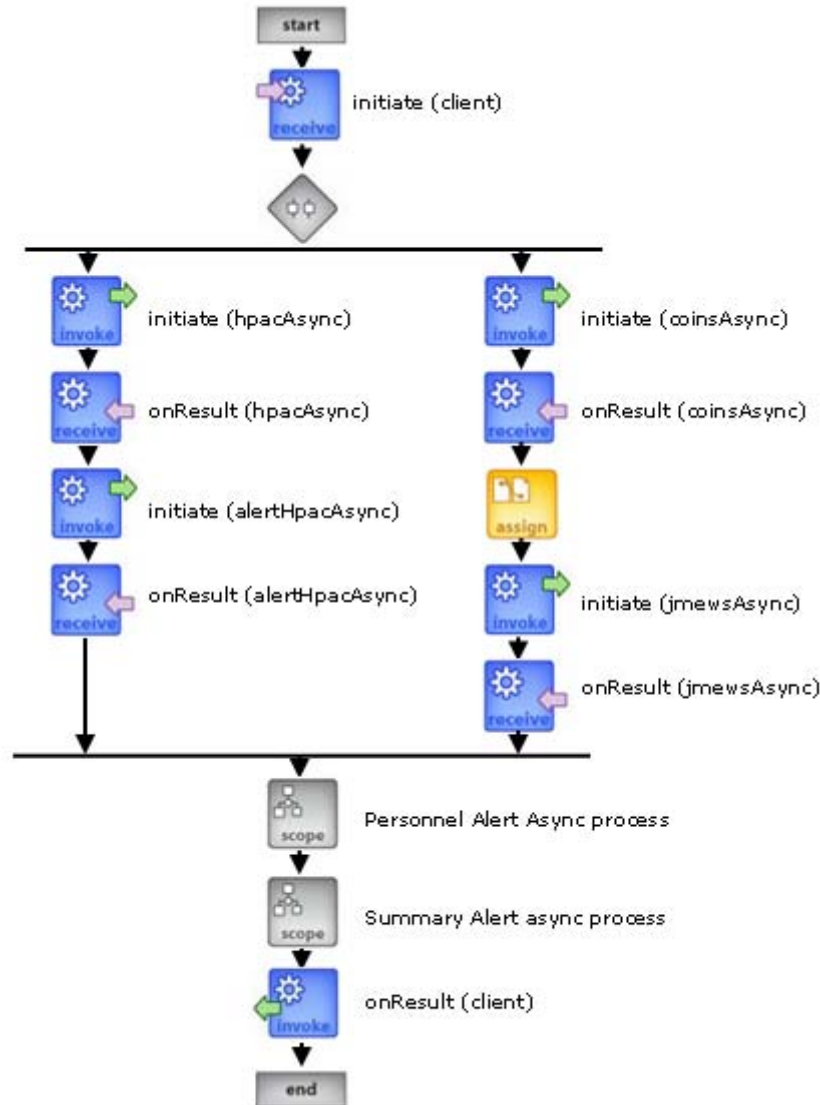 start
receive
initiate (client)
invoke
initiate (hpacAsync)
receive
onResult (hpacAsync)
invoke
initiate (alertHpacAsync)
receive
onResult (alertHpacAsync)
invoke
initiate (coinsAsync)
receive
onResult (coinsAsync)
assign
invoke
initiate (jmewsAsync)
receive
onResult (jmewsAsync)
scope
Personnel Alert Async process
scope
Summary Alert async process
invoke
onResult (client)
end